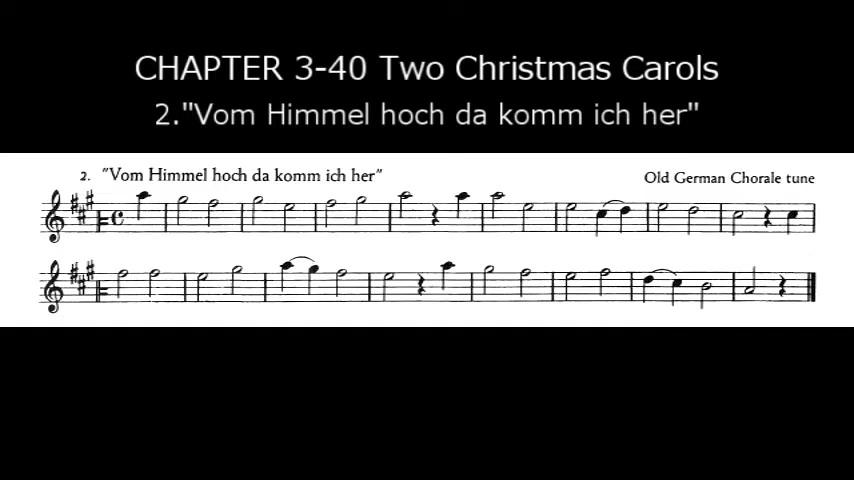 CHAPTER 3-40 Two Christmas Carols
2."Vom Himmel hoch da komm ich her"
2. "Vom Himmel hoch da komm ich her"
Old German Chorale tune